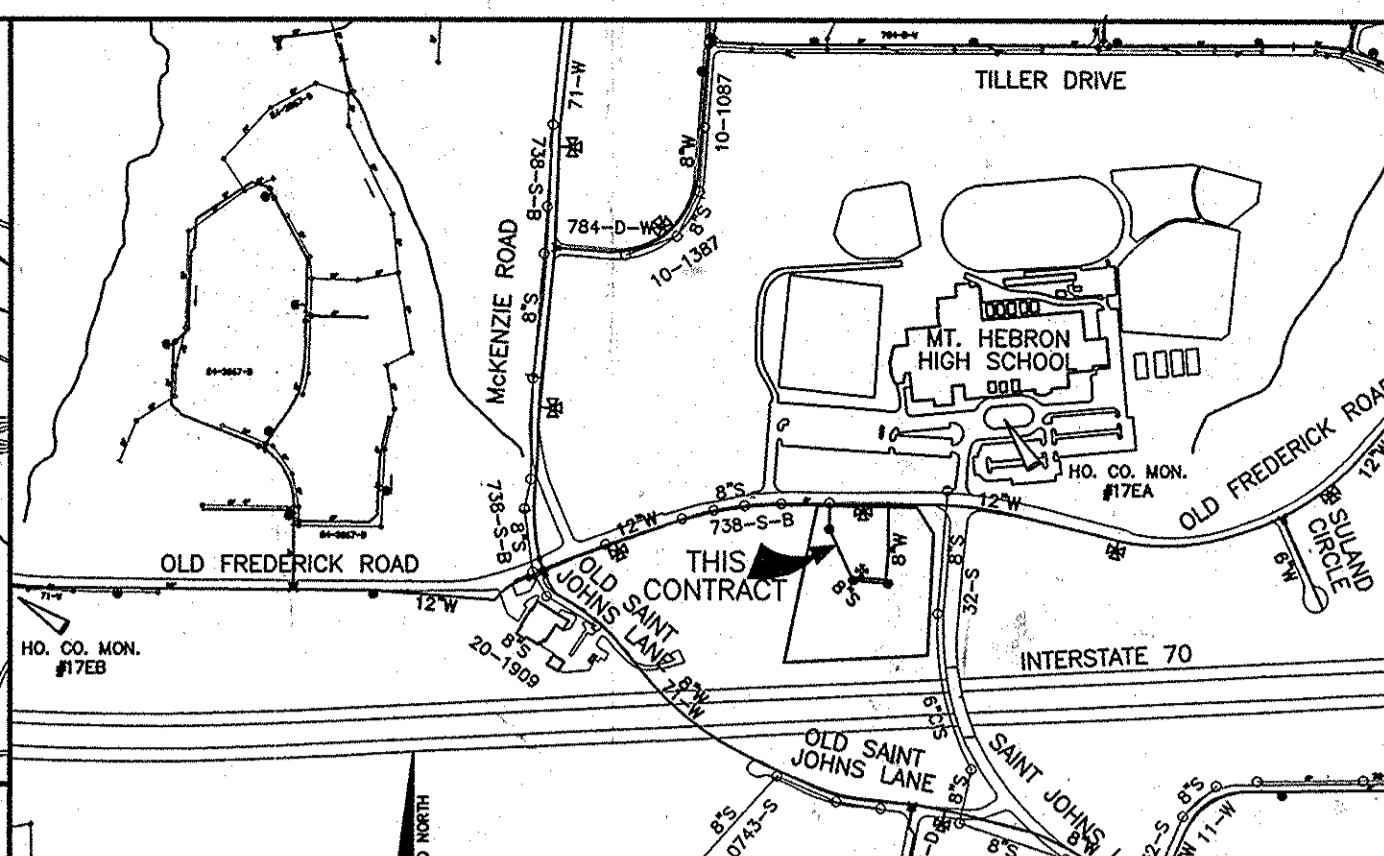 784-D-W
TILLER DRIVE
71-W
10-1087
8"W
738-S-B
784-D-W
8"S
10-1387
McKENZIE ROAD
8"S
MT. HEBRON
HIGH SCHOOL
HO. CO. MON.
#17EA
OLD FREDERICK ROAD
12"W
SULAND
CIRCLE
6"W
738-S-B
8"S
12"W
8"S
738-S-B
12"W
8"W
8"S
32-S
THIS
CONTRACT
8"S
OLD FREDERICK ROAD
71-W
12"W
HO. CO. MON.
#17EB
OLD SAINT
JOHNS LANE
8"S
20-1909
8"W
71-W
INTERSTATE 70
OLD SAINT
JOHNS LANE
SAINT JOHNS
8"S
8"S
0743-S
8"S
8"W
8"S
11-W
NORTH